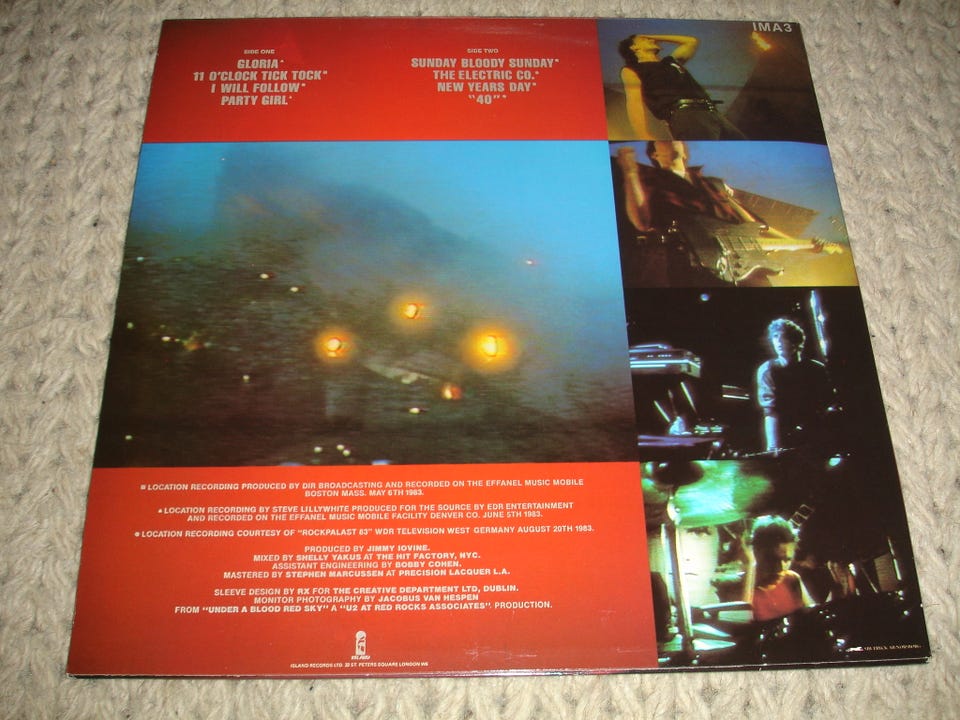 IMA3
SIDE ONE
GLORIA
11 O'CLOCK TICK TOCK
I WILL FOLLOW
PARTY GIRL
SIDE TWO
SUNDAY BLOODY SUNDAY
THE ELECTRIC CO.
NEW YEARS DAY
"40"
■ LOCATION RECORDING PRODUCED BY DIR BROADCASTING AND RECORDED ON THE EFFANEL MUSIC MOBILE
BOSTON MASS. MAY 6TH 1983.
▲ LOCATION RECORDING BY STEVE LILLYWHITE PRODUCED FOR THE SOURCE BY EDR ENTERTAINMENT
AND RECORDED ON THE EFFANEL MUSIC MOBILE FACILITY DENVER CO. JUNE 5TH 1983.
● LOCATION RECORDING COURTESY OF "ROCKPALAST 83" WDR TELEVISION WEST GERMANY AUGUST 20TH 1983.
PRODUCED BY JIMMY IOVINE.
MIXED BY SHELLY YAKUS AT THE HIT FACTORY, NYC.
ASSISTANT ENGINEERING BY BOBBY COHEN.
MASTERED BY STEPHEN MARCUSSEN AT PRECISION LACQUER L.A.
SLEEVE DESIGN BY RX FOR THE CREATIVE DEPARTMENT LTD, DUBLIN.
MONITOR PHOTOGRAPHY BY JACOBUS VAN HESPEN
FROM "UNDER A BLOOD RED SKY" A "U2 AT RED ROCKS ASSOCIATES". PRODUCTION.
ISLAND
ISLAND RECORDS LTD. 22 ST. PETERS SQUARE LONDON W6